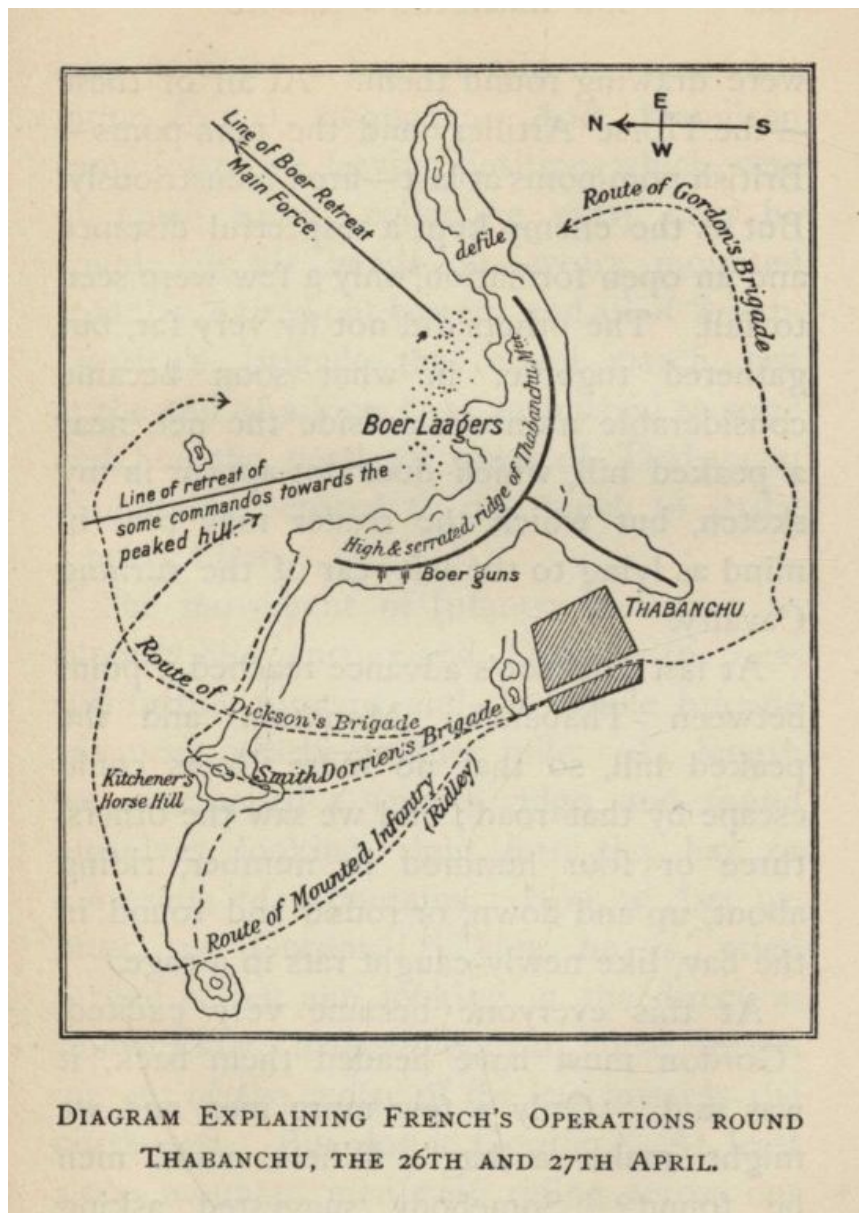 E
N
S
W
Line of Boer Retreat
Main Force
Route of Gordon's Brigade
defile
Boer Laagers
High & serrated ridge of Thabanchu Mtn
Line of retreat of
some commandos towards the
peaked hill.
Boer guns
THABANCHU
Route of Dickson's Brigade
Smith Dorrien's Brigade
Kitchener's
Horse Hill
Route of Mounted Infantry
(Ridley)
DIAGRAM EXPLAINING FRENCH'S OPERATIONS ROUND
THABANCHU, THE 26TH AND 27TH APRIL.